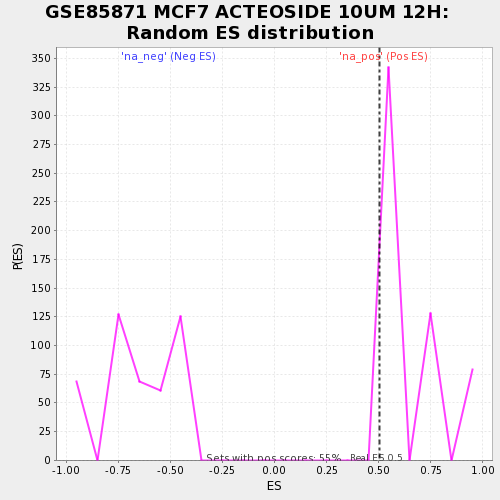 GSE85871 MCF7 ACTEOSIDE 10UM 12H:
Random ES distribution
'na_neg' (Neg ES) 'na_pos' (Pos ES)
350
325
300
275
250
225
200
175
150
125
100
75
50
25
0
P(ES)
Sets with pos scores: 55% Real ES 0.5
-1.00 -0.75 -0.50 -0.25 0.00 0.25 0.50 0.75 1.00
ES